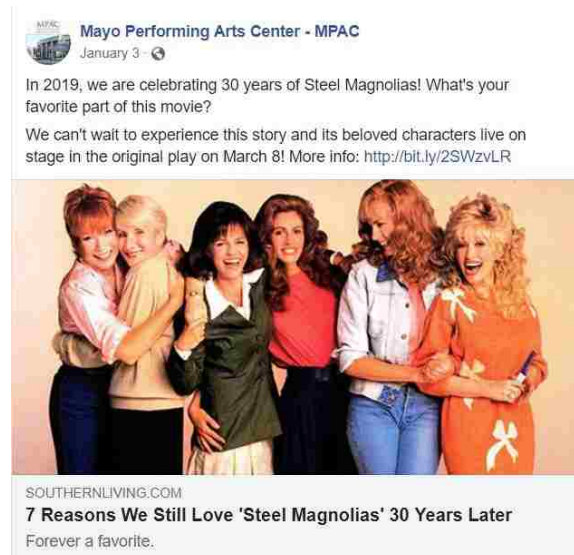 MPAC
Mayo Performing Arts Center - MPAC
January 3 ·
In 2019, we are celebrating 30 years of Steel Magnolias! What's your
favorite part of this movie?
We can't wait to experience this story and its beloved characters live on
stage in the original play on March 8! More info: http://bit.ly/2SWzvLR
SOUTHERNLIVING.COM
7 Reasons We Still Love 'Steel Magnolias' 30 Years Later
Forever a favorite.